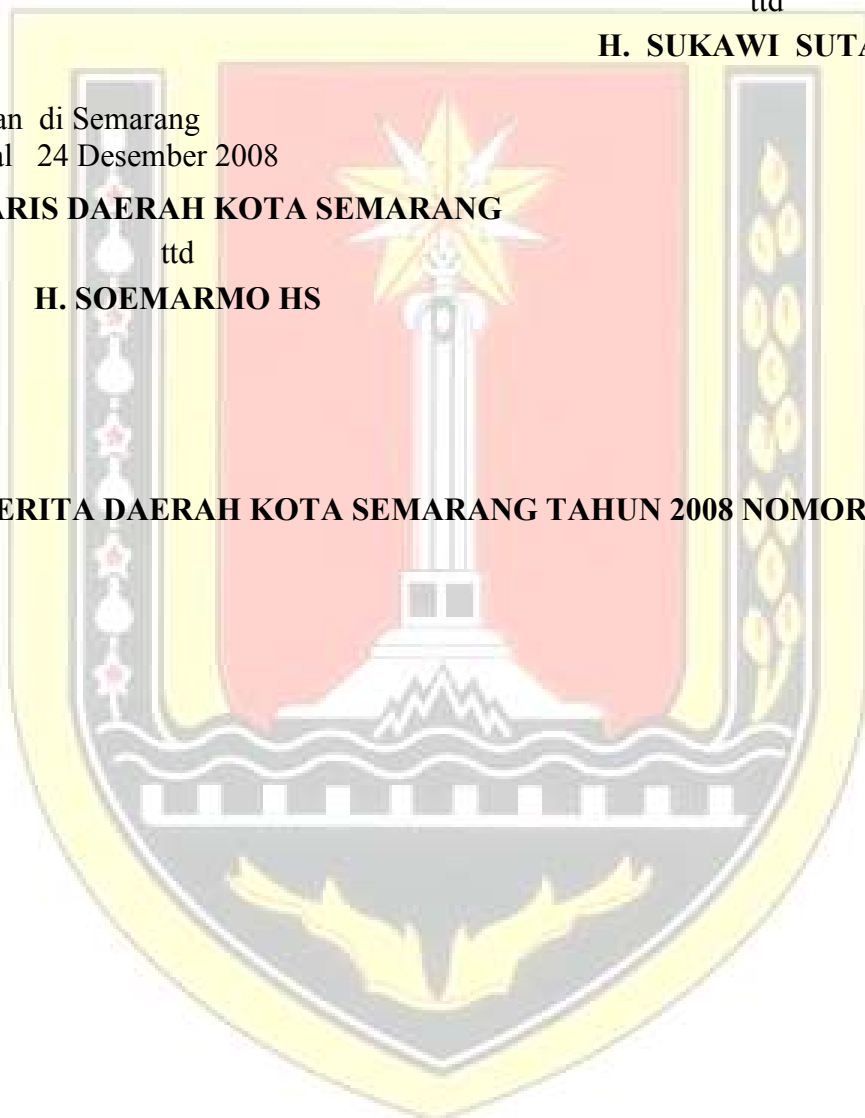 ttd
H. SUKAWI SUTA
an di Semarang
al 24 Desember 2008
ARIS DAERAH KOTA SEMARANG
ttd
H. SOEMARMO HS
ERITA DAERAH KOTA SEMARANG TAHUN 2008 NOMOR